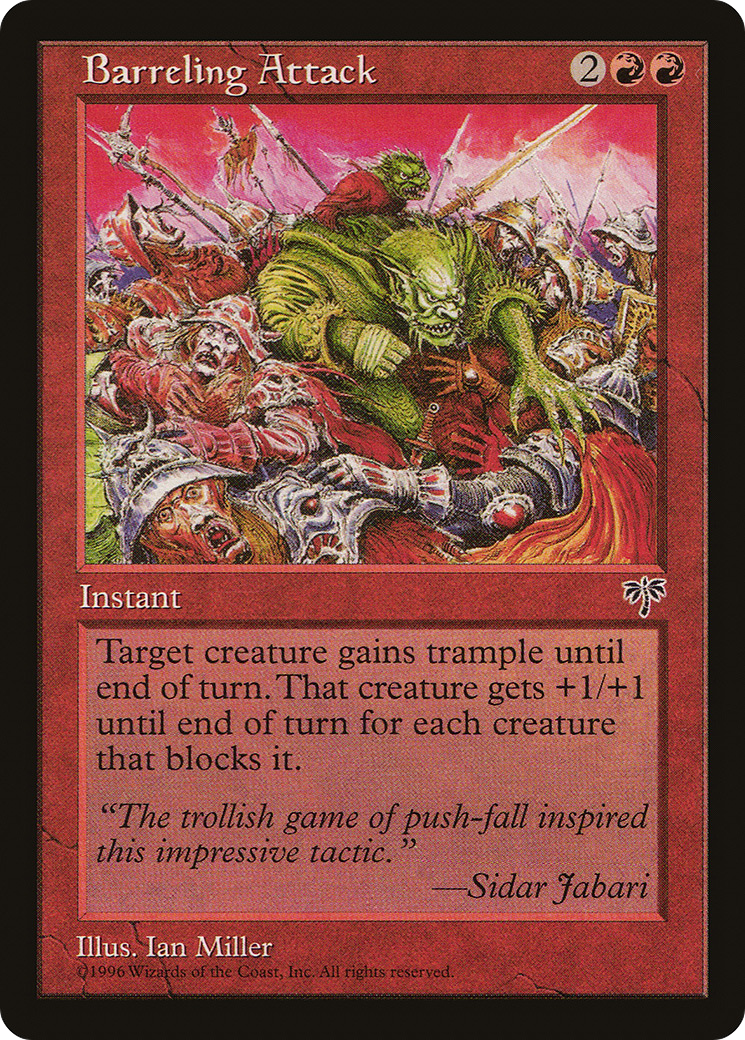 Barreling Attack 2
Instant
Target creature gains trample until
end of turn. That creature gets +1/+1
until end of turn for each creature
that blocks it.
“The trollish game of push-fall inspired
this impressive tactic.”
—Sidar Jabari
Illus. Ian Miller
©1996 Wizards of the Coast, Inc. All rights reserved.